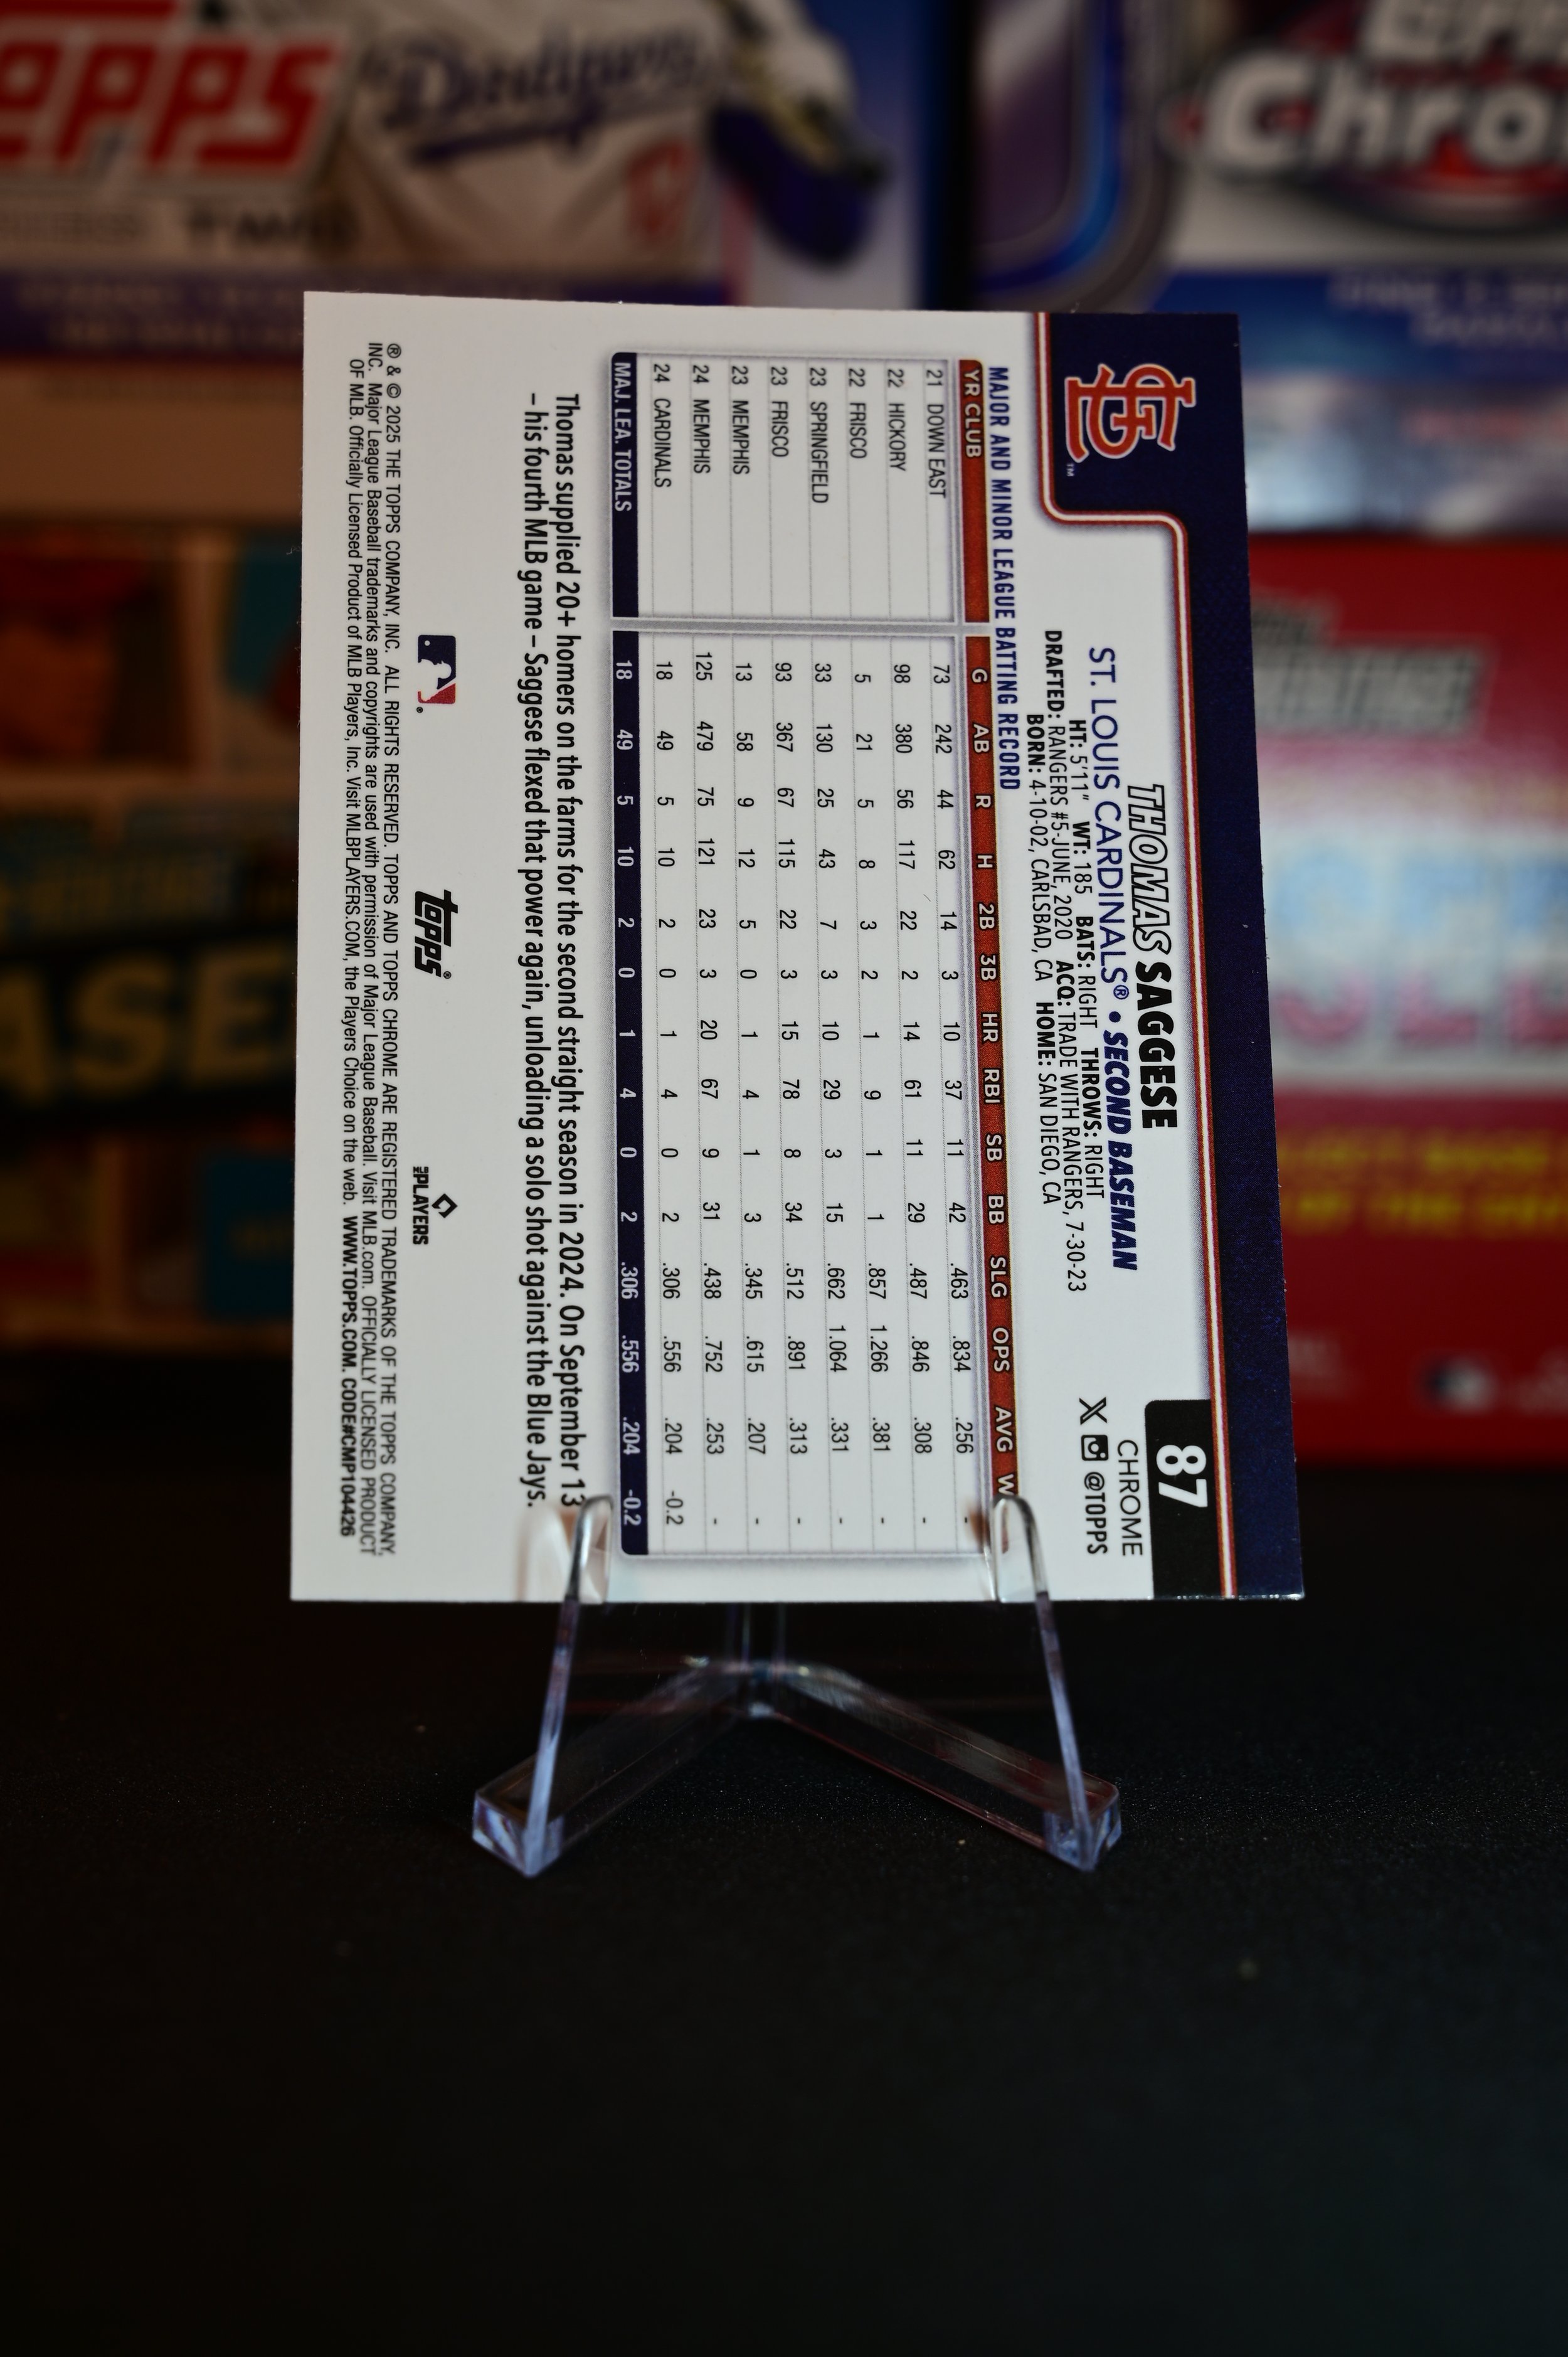 TOPPS
Dodgers
Chro
87
CHROME
@TOPPS
THOMAS SAGGESE
ST. LOUIS CARDINALS® • SECOND BASEMAN
HT: 5'11" WT: 185 BATS: RIGHT THROWS: RIGHT
DRAFTED: RANGERS #5-JUNE, 2020 ACQ: TRADE WITH RANGERS, 7-30-23
BORN: 4-10-02, CARLSBAD, CA HOME: SAN DIEGO, CA
MAJOR AND MINOR LEAGUE BATTING RECORD
YR CLUB G AB R H 2B 3B HR RBI SB BB SLG OPS AVG
21 DOWN EAST 73 242 44 62 14 3 10 37 11 42 .463 .834 .256 -
22 HICKORY 98 380 56 117 22 2 14 61 11 29 .487 .846 .308 -
22 FRISCO 5 21 5 8 3 2 1 9 1 1 .857 1.266 .381 -
23 FRISCO 93 367 67 115 22 3 15 78 8 34 .512 .891 .313 -
23 SPRINGFIELD 33 130 25 43 7 3 10 29 3 15 .662 1.064 .331 -
23 MEMPHIS 13 58 9 12 5 0 1 4 1 3 .345 .615 .207 -
24 MEMPHIS 125 479 75 121 23 3 20 67 9 31 .438 .752 .253 -
24 CARDINALS 18 49 5 10 2 0 1 4 0 2 .306 .556 .204 -0.2
MAJ. LEA. TOTALS 18 49 5 10 2 0 1 4 0 2 .306 .556 .204 -0.2
Thomas supplied 20+ homers on the farms for the second straight season in 2024. On September 13
– his fourth MLB game – Saggese flexed that power again, unloading a solo shot against the Blue Jays.
topps®
PLAYERS
® & © 2025 THE TOPPS COMPANY, INC. ALL RIGHTS RESERVED. TOPPS AND TOPPS CHROME ARE REGISTERED TRADEMARKS OF THE TOPPS COMPANY,
INC. Major League Baseball trademarks and copyrights are used with permission of Major League Baseball. Visit MLB.com. OFFICIALLY LICENSED PRODUCT
OF MLB. Officially Licensed Product of MLB Players, Inc. Visit MLBPLAYERS.COM, the Players Choice on the web. WWW.TOPPS.COM. CODE#CMP104426